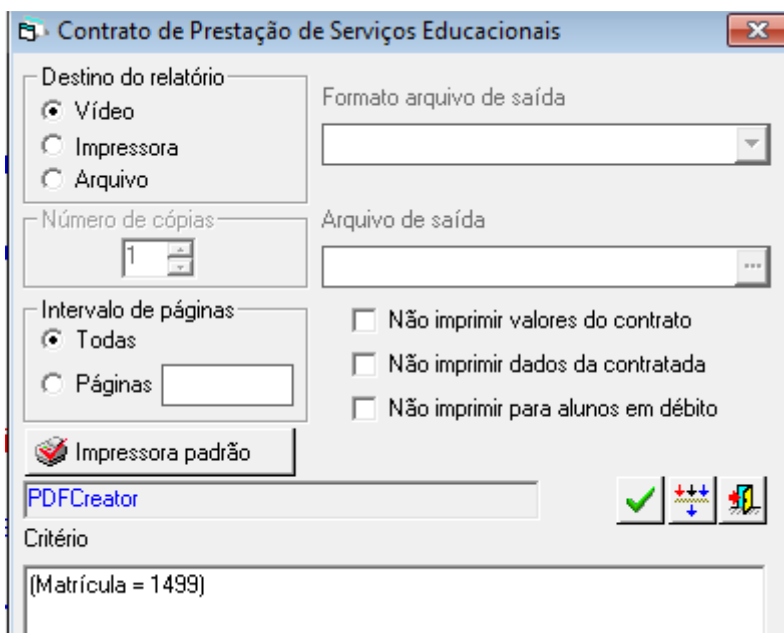 Contrato de Prestação de Serviços Educacionais
Destino do relatório
Vídeo
Impressora
Arquivo
Formato arquivo de saída
Número de cópias
1
Arquivo de saída
...
Intervalo de páginas
Todas
Páginas
Não imprimir valores do contrato
Não imprimir dados da contratada
Não imprimir para alunos em débito
Impressora padrão
PDFCreator
Critério
(Matrícula = 1499)